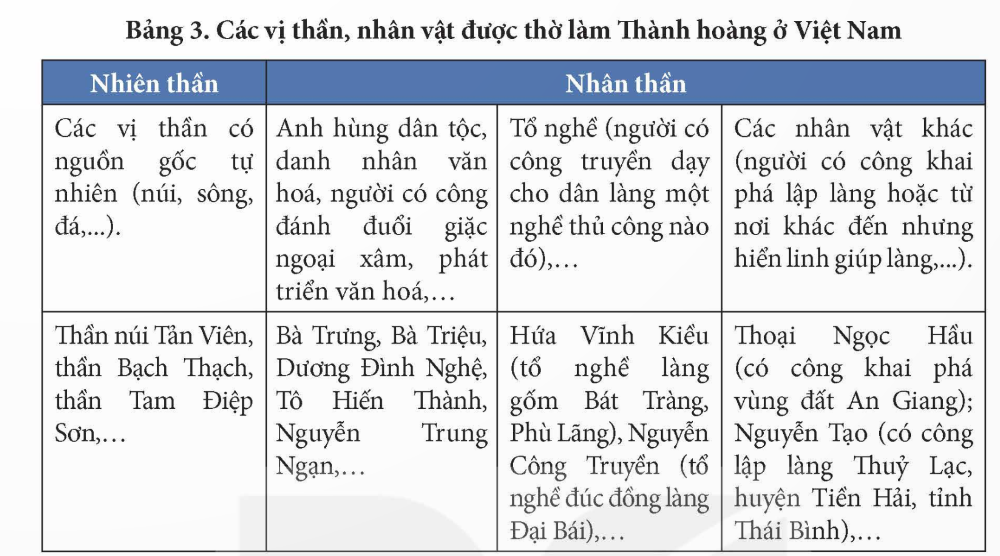 Bảng 3. Các vị thần, nhân vật được thờ làm Thành hoàng ở Việt Nam
Nhiên thần
Nhân thần
Các vị thần có
nguồn gốc tự
nhiên (núi, sông,
đá,...).
Anh hùng dân tộc,
danh nhân văn
hoá, người có công
đánh đuổi giặc
ngoại xâm, phát
triển văn hoá,…
Tổ nghề (người có
công truyền dạy
cho dân làng một
nghề thủ công nào
đó),…
Các nhân vật khác
(người có công khai
phá lập làng hoặc từ
nơi khác đến nhưng
hiển linh giúp làng,...).
Thần núi Tản Viên,
thần Bạch Thạch,
thần Tam Điệp
Sơn,…
Bà Trưng, Bà Triệu,
Dương Đình Nghệ,
Tô Hiến Thành,
Nguyễn Trung
Ngạn,…
Hứa Vĩnh Kiều
(tổ nghề làng
gốm Bát Tràng,
Phù Lãng), Nguyễn
Công Truyền (tổ
nghề đúc đồng làng
Đại Bái),…
Thoại Ngọc Hầu
(có công khai phá
vùng đất An Giang);
Nguyễn Tạo (có công
lập làng Thuỷ Lạc,
huyện Tiền Hải, tỉnh
Thái Bình),…